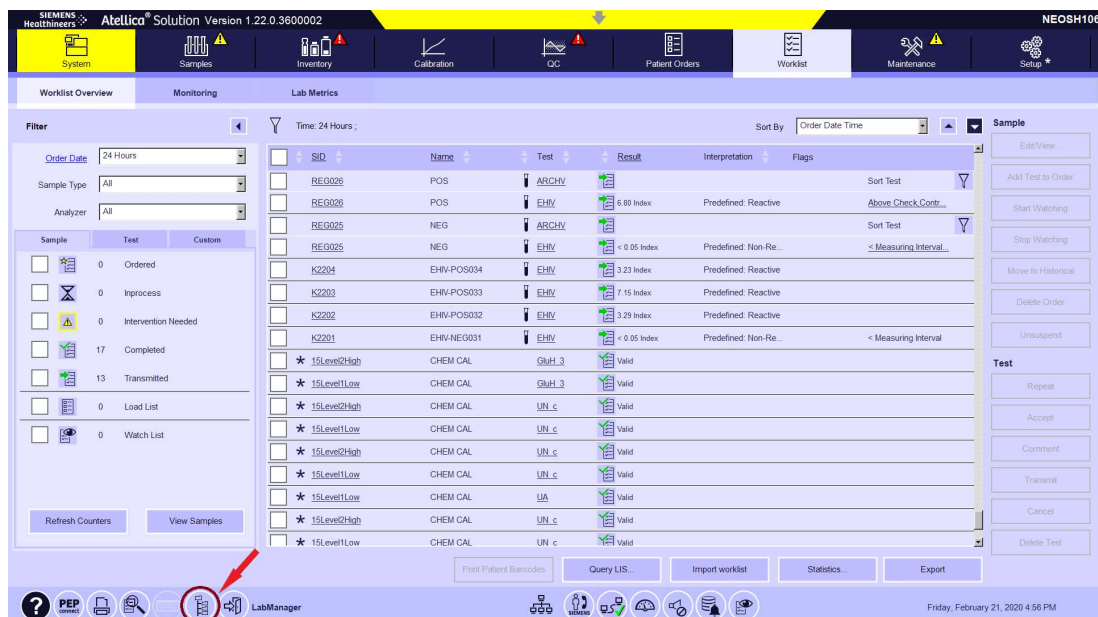 SIEMENS
Healthineers
Atellica® Solution Version 1.22.0.3600002
NEOSH106
System
Samples
Inventory
Calibration
QC
Patient Orders
Worklist
Maintenance
Setup *
Worklist Overview
Monitoring
Lab Metrics
Filter
Time: 24 Hours ;
Sort By
Order Date Time
Sample
Order Date
24 Hours
Sample Type
All
Analyzer
All
Sample
Test
Custom
0 Ordered
0 Inprocess
0 Intervention Needed
17 Completed
13 Transmitted
0 Load List
0 Watch List
Refresh Counters
View Samples
SID Name Test Result Interpretation Flags
REG026 POS ARCHV Sort Test
REG026 POS EHIV 6.80 Index Predefined: Reactive Above Check,Contr...
REG025 NEG ARCHV Sort Test
REG025 NEG EHIV < 0.05 Index Predefined: Non-Re... < Measuring Interval...
K2204 EHIV-POS034 EHIV 3.23 Index Predefined: Reactive
K2203 EHIV-POS033 EHIV 7.15 Index Predefined: Reactive
K2202 EHIV-POS032 EHIV 3.29 Index Predefined: Reactive
K2201 EHIV-NEG031 EHIV < 0.05 Index Predefined: Non-Re... < Measuring Interval
* 15Level2High CHEM CAL GluH_3 Valid
* 15Level1Low CHEM CAL GluH_3 Valid
* 15Level2High CHEM CAL UN_c Valid
* 15Level1Low CHEM CAL UN_c Valid
* 15Level2High CHEM CAL UN_c Valid
* 15Level1Low CHEM CAL UN_c Valid
* 15Level1Low CHEM CAL UA Valid
* 15Level2High CHEM CAL UN_c Valid
* 15Level1Low CHEM CAL UN_c Valid
Edit/View...
Add Test to Order
Start Watching
Stop Watching
Move to Historical
Delete Order
Unsuspend
Test
Repeat
Accept
Comment
Transmit
Cancel
Delete Test
Print Patient Barcodes
Query LIS...
Import worklist
Statistics...
Export
?
PEP
connect
LabManager
SIEMENS
Friday, February 21, 2020 4:56 PM